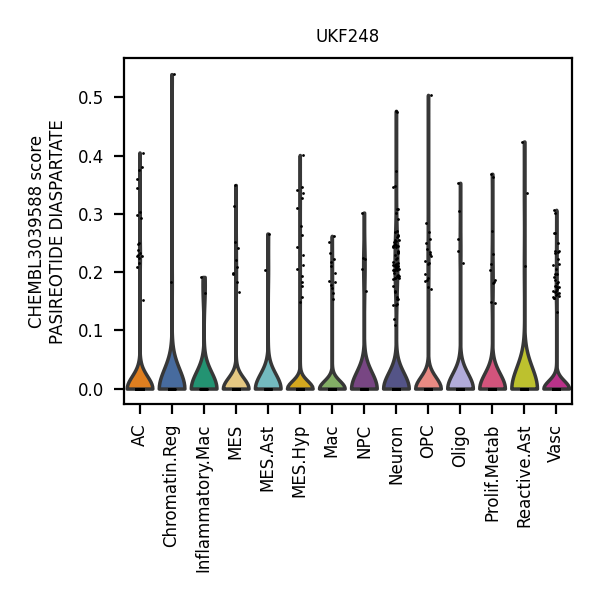 UKF248
CHEMBL3039588 score
PASIREOTIDE DIASPARTATE
0.5
0.4
0.3
0.2
0.1
0.0
AC
Chromatin.Reg
Inflammatory.Mac
MES
MES.Ast
MES.Hyp
Mac
NPC
Neuron
OPC
Oligo
Prolif.Metab
Reactive.Ast
Vasc